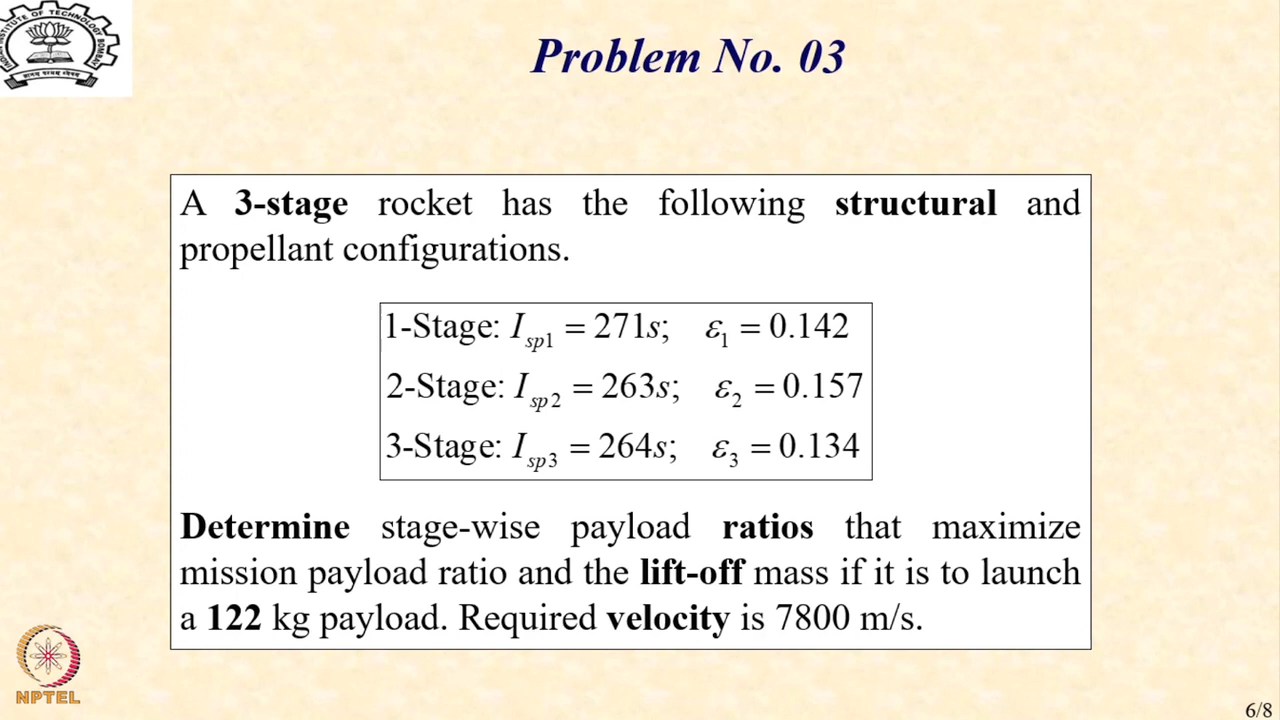 Problem No. 03
A 3-stage rocket has the following structural and
propellant configurations.
1-Stage: I_sp1 = 271s; ε₁ = 0.142
2-Stage: I_sp2 = 263s; ε₂ = 0.157
3-Stage: I_sp3 = 264s; ε₃ = 0.134
Determine stage-wise payload ratios that maximize
mission payload ratio and the lift-off mass if it is to launch
a 122 kg payload. Required velocity is 7800 m/s.
NPTEL
6/8